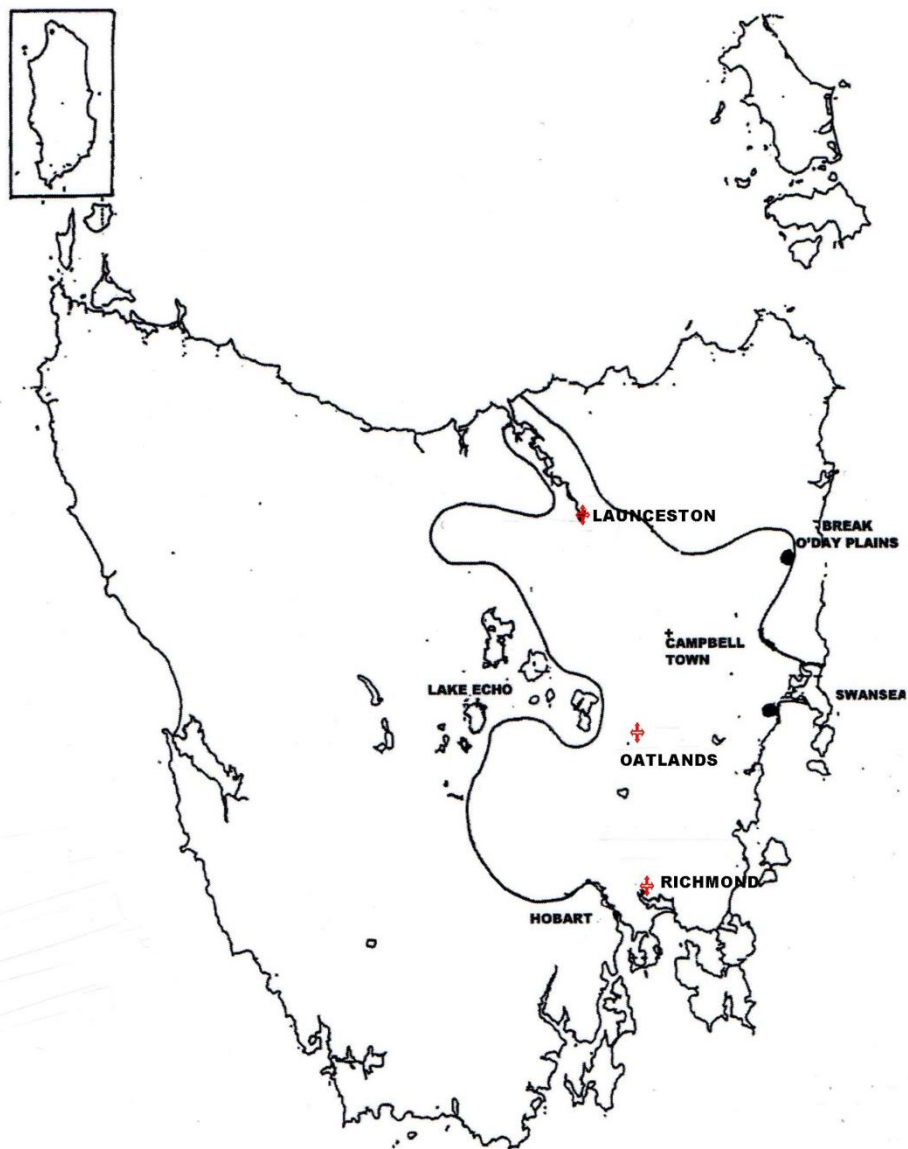 LAUNCESTON
BREAK
O'DAY PLAINS
CAMPBELL
TOWN
LAKE ECHO
SWANSEA
OATLANDS
RICHMOND
HOBART